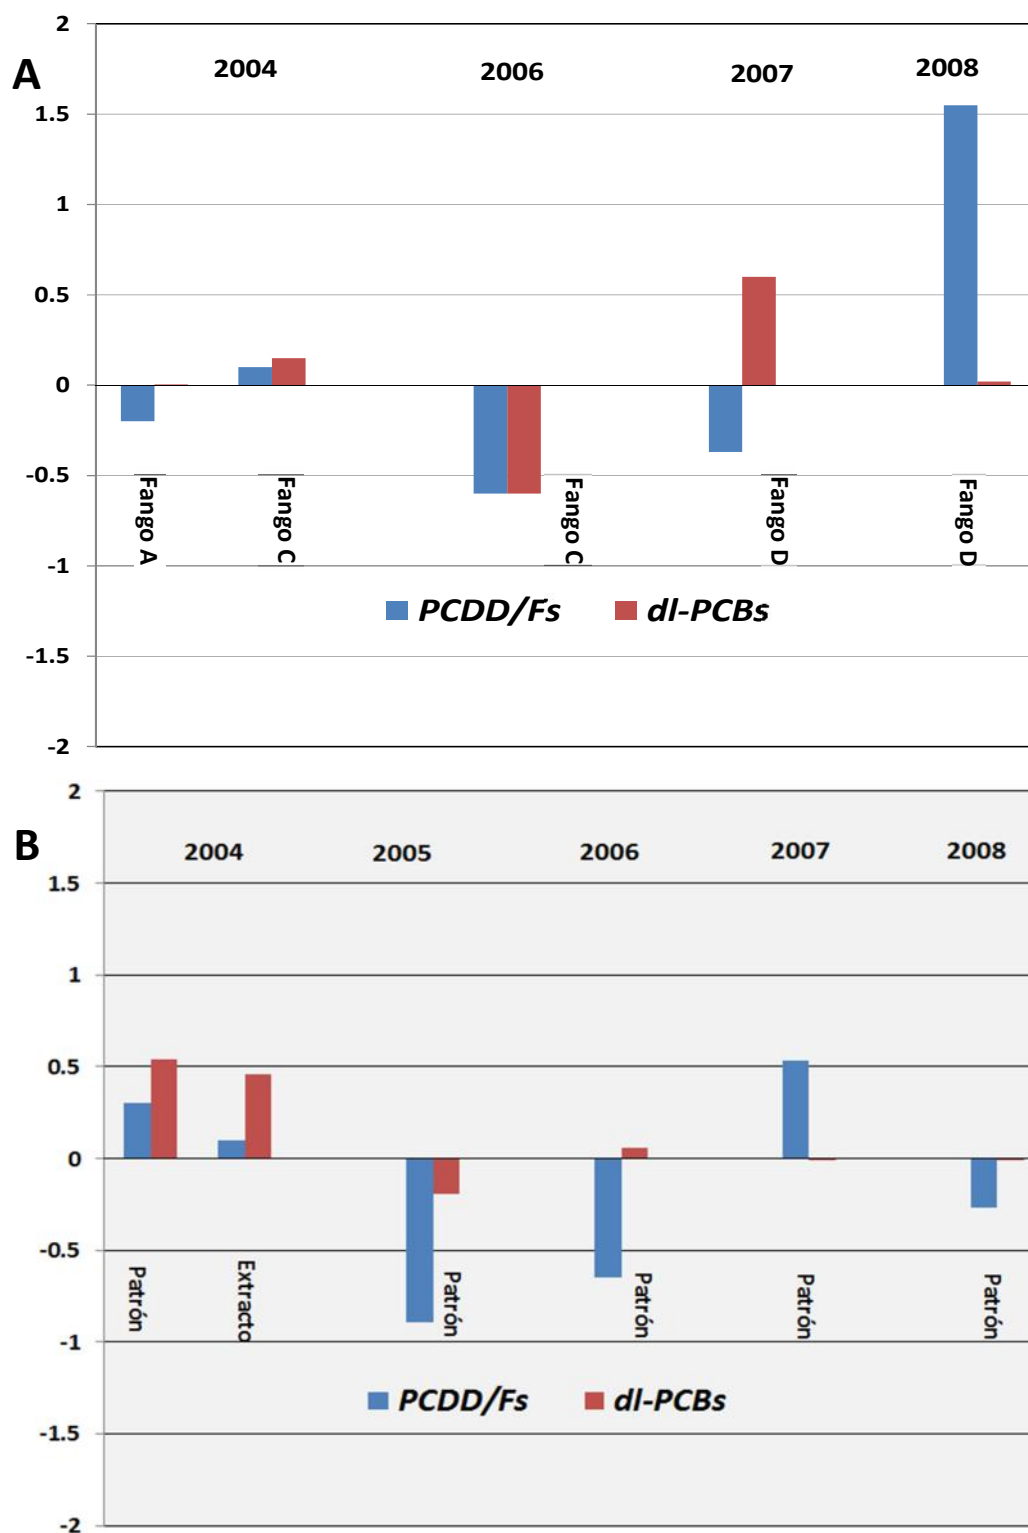 2
A
2004
2006
2007
2008
1.5
1
0.5
0
-0.5
Fango A
Fango C
Fango C
Fango D
Fango D
-1
PCDD/Fs
dl-PCBs
-1.5
-2
2
B
2004
2005
2006
2007
2008
1.5
1
0.5
0
-0.5
Patrón
Extracto
Patrón
Patrón
Patrón
Patrón
-1
PCDD/Fs
dl-PCBs
-1.5
-2